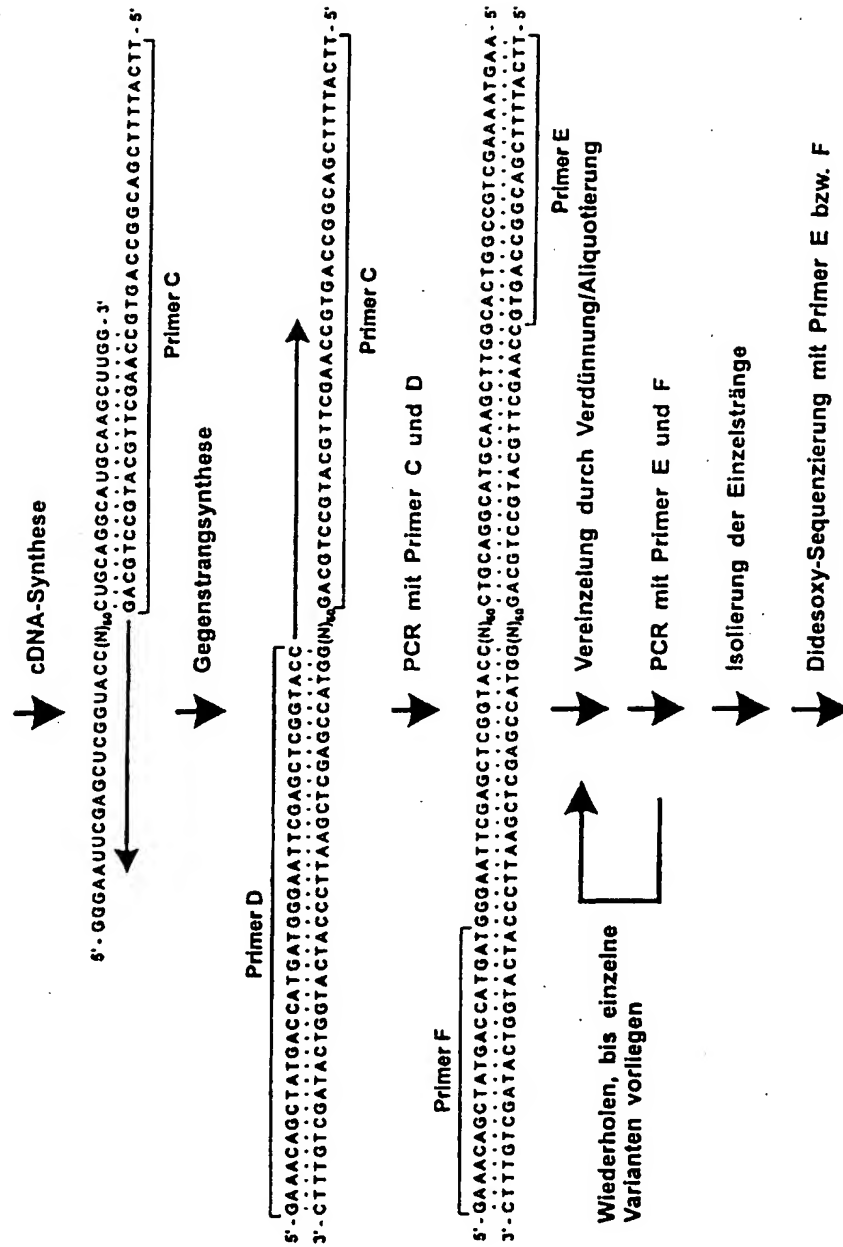 cDNA-Synthese
5'-GGGAAUUCGAGCUCGGUACC(N)60CUGCAGGCAUGCAAGCUUGG-3'
GACGTCCGTACGTTCGAACCGTGACCGGCAGCTTTTACTT-5'
Primer C
Gegenstrangsynthese
Primer D
5'-GAAACAGCTATGACCATGATGGGAATTCGAGCTCGGTACC
3'-CTTTGTCGATACTGGTACTACCCTTAAGCTCGAGCCATGG(N)60GACGTCCGTACGTTCGAACCGTGACCGGCAGCTTTTACTT-5'
Primer C
PCR mit Primer C und D
Primer F
5'-GAAACAGCTATGACCATGATGGGAATTCGAGCTCGGTACC(N)60CTGCAGGCATGCAAGCTTGGCACTGGCCGTCGAAAATGAA-5'
3'-CTTTGTCGATACTGGTACTACCCTTAAGCTCGAGCCATGG(N)60GACGTCCGTACGTTCGAACCGTGACCGGCAGCTTTTACTT-5'
Primer E
Vereinzelung durch Verdünnung/Aliquotierung
PCR mit Primer E und F
Wiederholen, bis einzelne
Varianten vorliegen
Isolierung der Einzelstränge
Didesoxy-Sequenzierung mit Primer E bzw. F